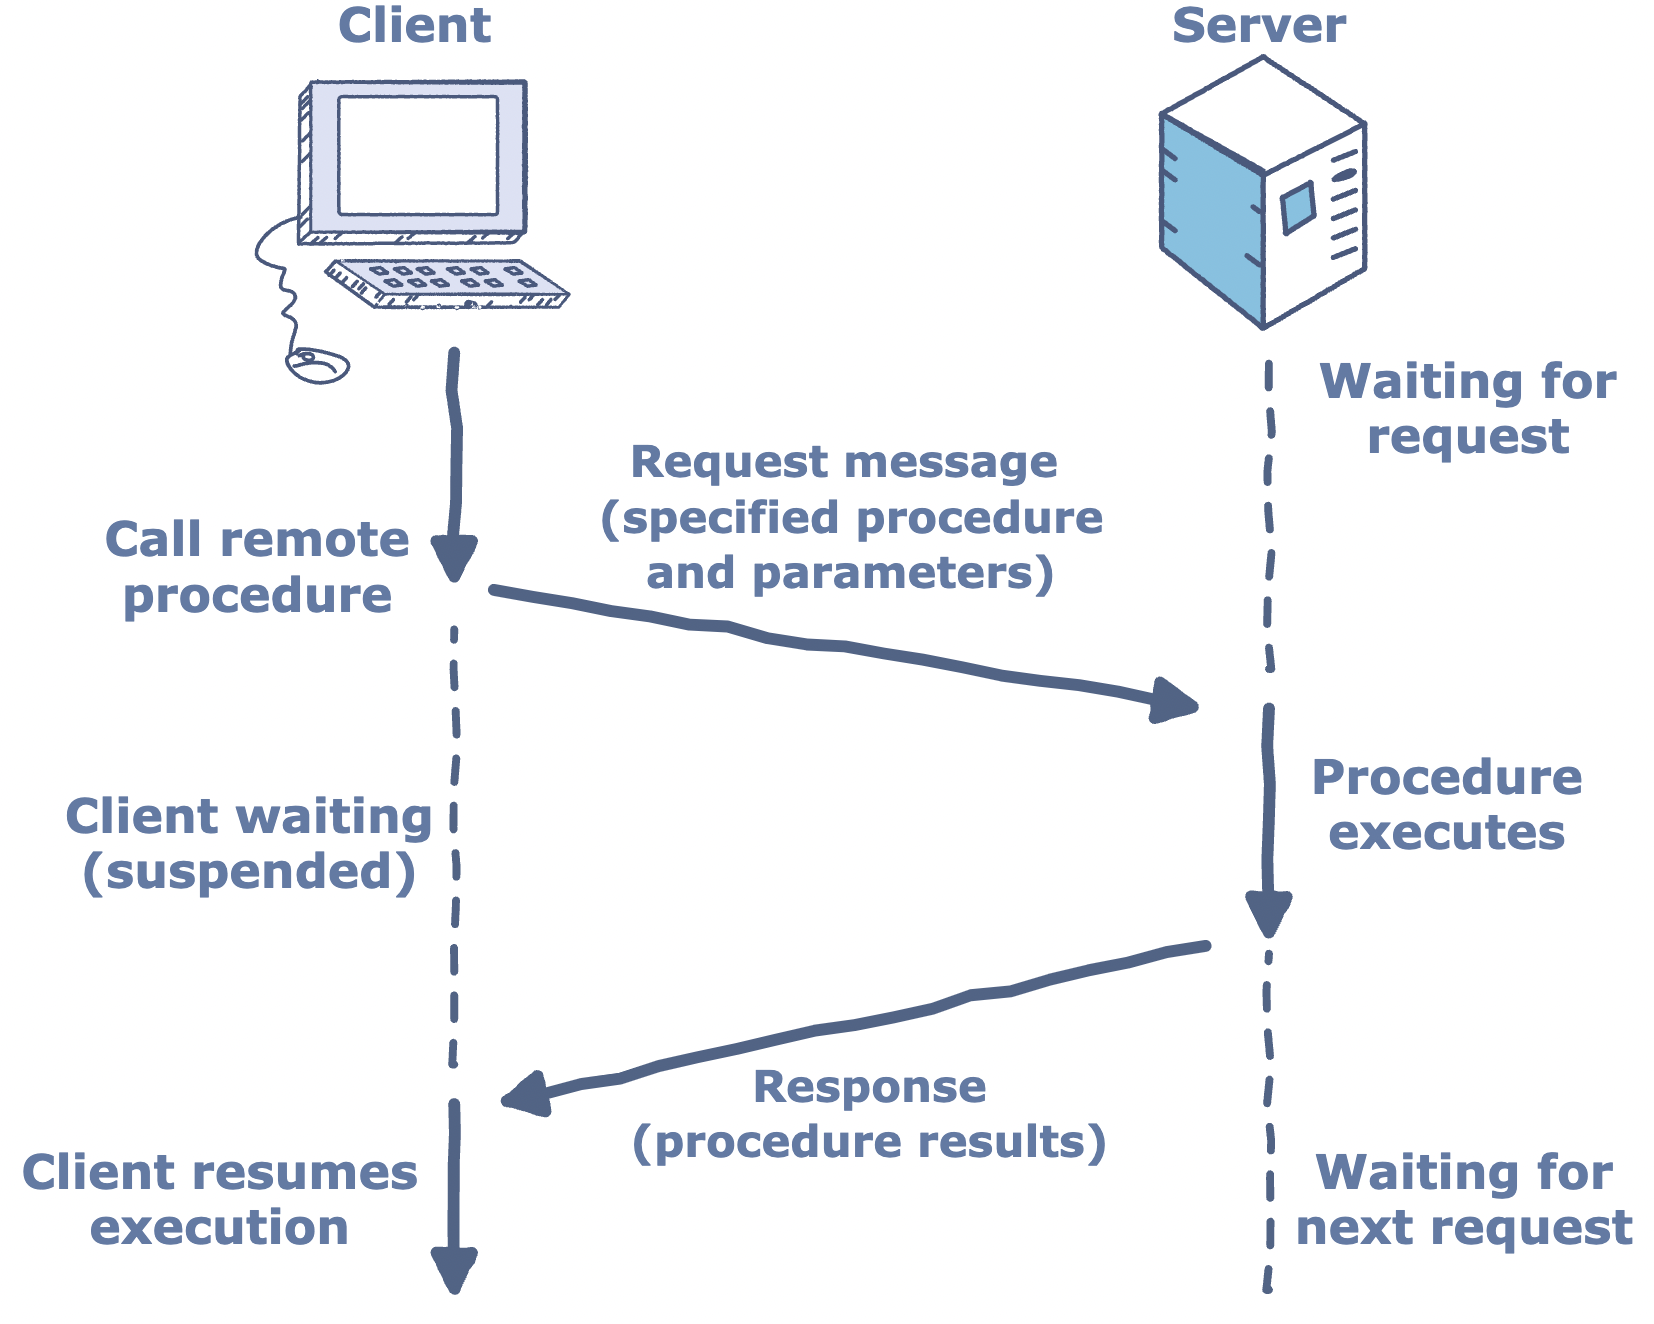 Client
Server
Waiting for
request
Request message
(specified procedure
and parameters)
Call remote
procedure
Procedure
executes
Client waiting
(suspended)
Response
(procedure results)
Client resumes
execution
Waiting for
next request